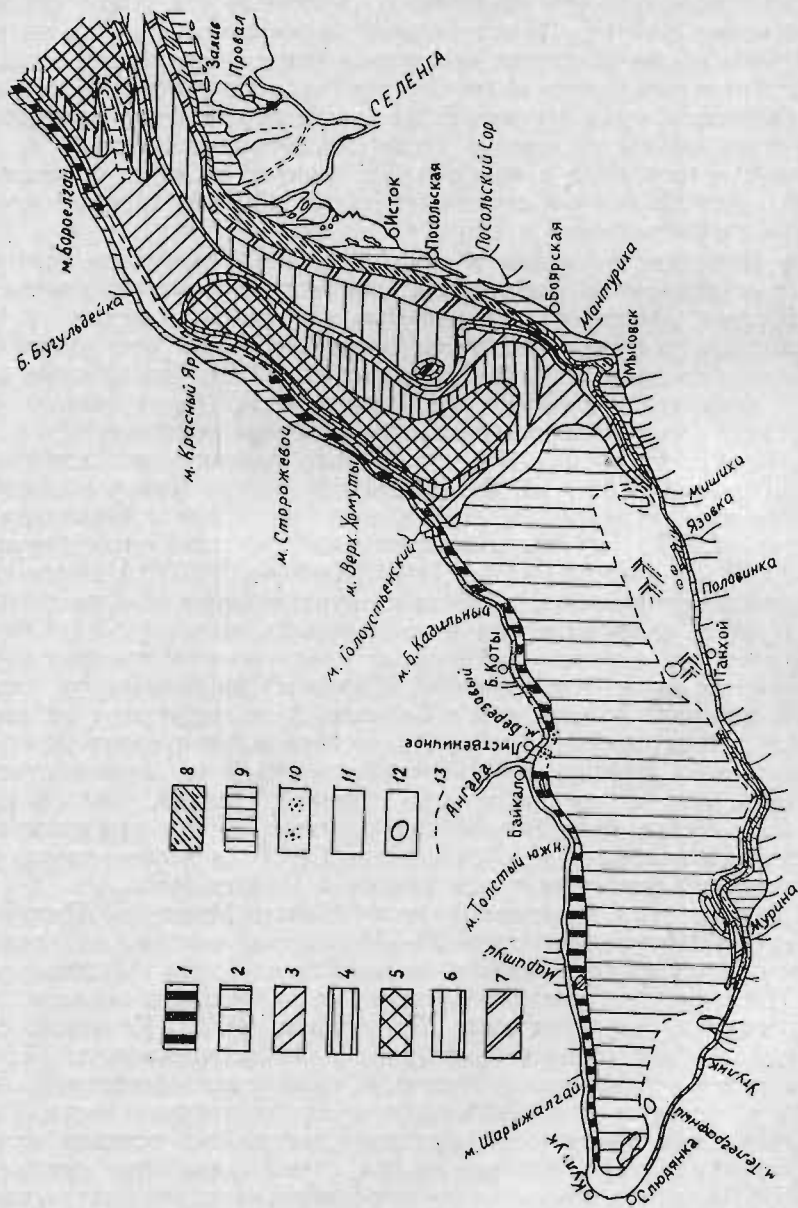 Залив
Провал
СЕЛЕНГА
м. Бороелгай
Б. Бугульдейка
Исток
Посольская
Посольский Сор
м. Красный Яр
Боярская
Мантуриха
м. Сторожевой
Мысовск
м. Верх. Хомуты
м. Голоустьенский
Мишиха
Язовка
Половинка
м. Б. Кадильный
Б. Коты
м. Березовый
Танхой
Лиственичное
Ангара
Байкал
м. Толстый южн.
Маритуй
Мурина
м. Шарыжалгай
Утулик
м. Телеграфный
Култук
Слюдянка
8
9
10
11
12
13
1
2
3
4
5
6
7